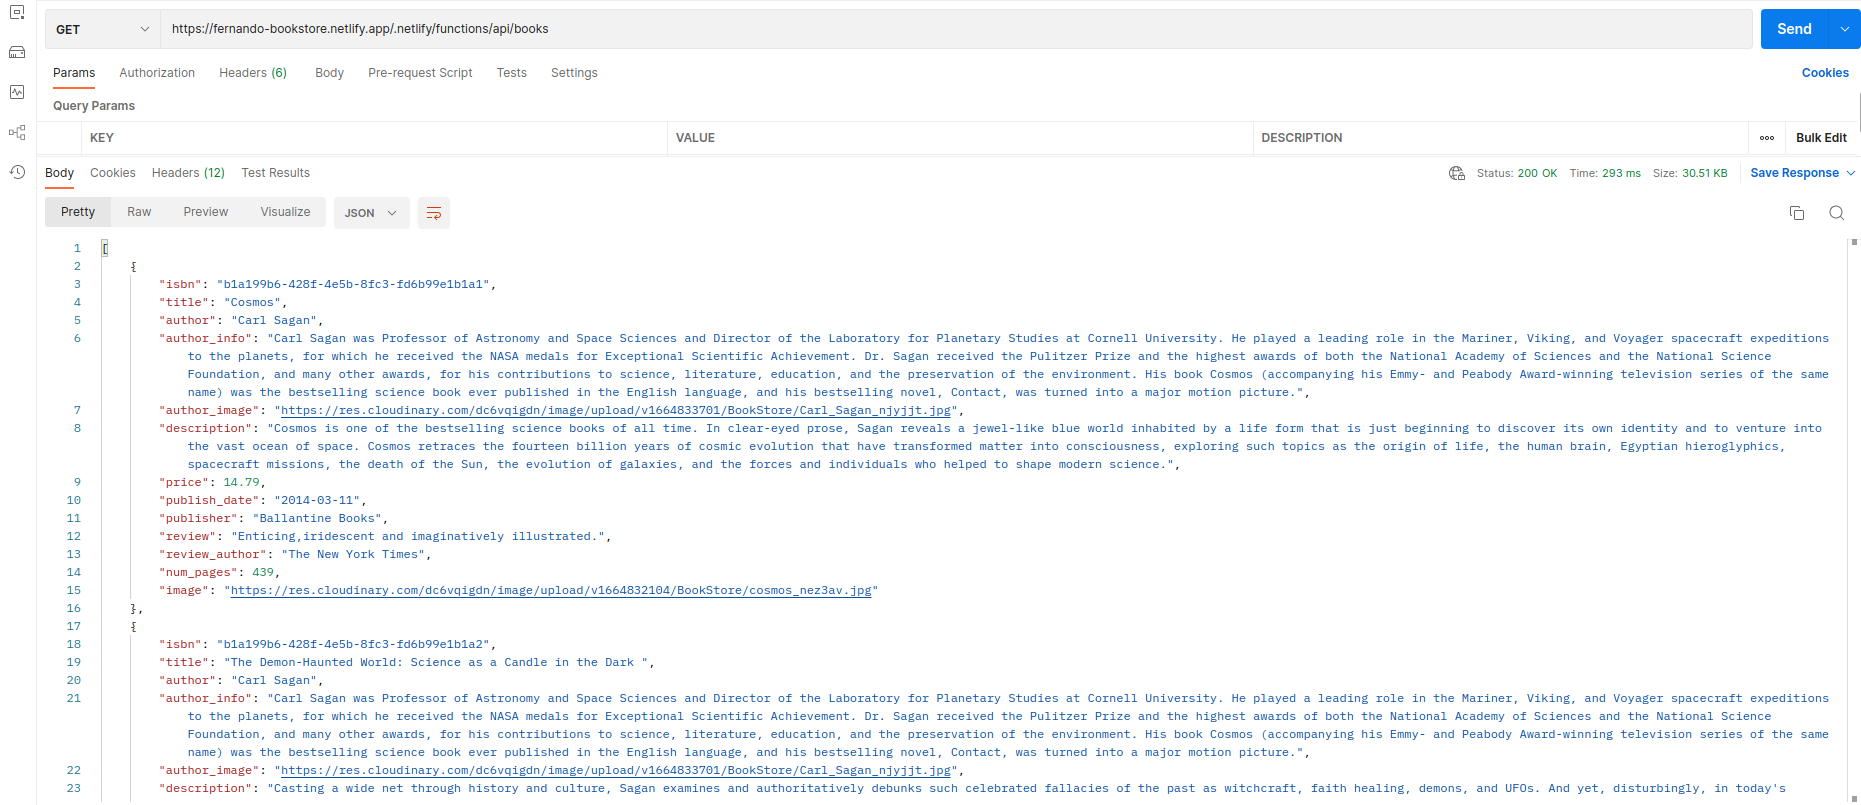 GET https://fernando-bookstore.netlify.app/.netlify/functions/api/books Send
Params Authorization Headers (6) Body Pre-request Script Tests Settings Cookies
Query Params
KEY VALUE DESCRIPTION ooo Bulk Edit
Body Cookies Headers (12) Test Results Status: 200 OK Time: 293 ms Size: 30.51 KB Save Response
Pretty Raw Preview Visualize JSON
1 [
2 {
3 "isbn": "b1a199b6-428f-4e5b-8fc3-fd6b99e1b1a1",
4 "title": "Cosmos",
5 "author": "Carl Sagan",
6 "author_info": "Carl Sagan was Professor of Astronomy and Space Sciences and Director of the Laboratory for Planetary Studies at Cornell University. He played a leading role in the Mariner, Viking, and Voyager spacecraft expeditions
to the planets, for which he received the NASA medals for Exceptional Scientific Achievement. Dr. Sagan received the Pulitzer Prize and the highest awards of both the National Academy of Sciences and the National Science
Foundation, and many other awards, for his contributions to science, literature, education, and the preservation of the environment. His book Cosmos (accompanying his Emmy- and Peabody Award-winning television series of the same
name) was the bestselling science book ever published in the English language, and his bestselling novel, Contact, was turned into a major motion picture.",
7 "author_image": "https://res.cloudinary.com/dc6vqigdn/image/upload/v1664833701/BookStore/Carl_Sagan_njyjjt.jpg",
8 "description": "Cosmos is one of the bestselling science books of all time. In clear-eyed prose, Sagan reveals a jewel-like blue world inhabited by a life form that is just beginning to discover its own identity and to venture into
the vast ocean of space. Cosmos retraces the fourteen billion years of cosmic evolution that have transformed matter into consciousness, exploring such topics as the origin of life, the human brain, Egyptian hieroglyphics,
spacecraft missions, the death of the Sun, the evolution of galaxies, and the forces and individuals who helped to shape modern science.",
9 "price": 14.79,
10 "publish_date": "2014-03-11",
11 "publisher": "Ballantine Books",
12 "review": "Enticing,iridescent and imaginatively illustrated.",
13 "review_author": "The New York Times",
14 "num_pages": 439,
15 "image": "https://res.cloudinary.com/dc6vqigdn/image/upload/v1664832104/BookStore/cosmos_nez3av.jpg"
16 },
17 {
18 "isbn": "b1a199b6-428f-4e5b-8fc3-fd6b99e1b1a2",
19 "title": "The Demon-Haunted World: Science as a Candle in the Dark ",
20 "author": "Carl Sagan",
21 "author_info": "Carl Sagan was Professor of Astronomy and Space Sciences and Director of the Laboratory for Planetary Studies at Cornell University. He played a leading role in the Mariner, Viking, and Voyager spacecraft expeditions
to the planets, for which he received the NASA medals for Exceptional Scientific Achievement. Dr. Sagan received the Pulitzer Prize and the highest awards of both the National Academy of Sciences and the National Science
Foundation, and many other awards, for his contributions to science, literature, education, and the preservation of the environment. His book Cosmos (accompanying his Emmy- and Peabody Award-winning television series of the same
name) was the bestselling science book ever published in the English language, and his bestselling novel, Contact, was turned into a major motion picture.",
22 "author_image": "https://res.cloudinary.com/dc6vqigdn/image/upload/v1664833701/BookStore/Carl_Sagan_njyjjt.jpg",
23 "description": "Casting a wide net through history and culture, Sagan examines and authoritatively debunks such celebrated fallacies of the past as witchcraft, faith healing, demons, and UFOs. And yet, disturbingly, in today's